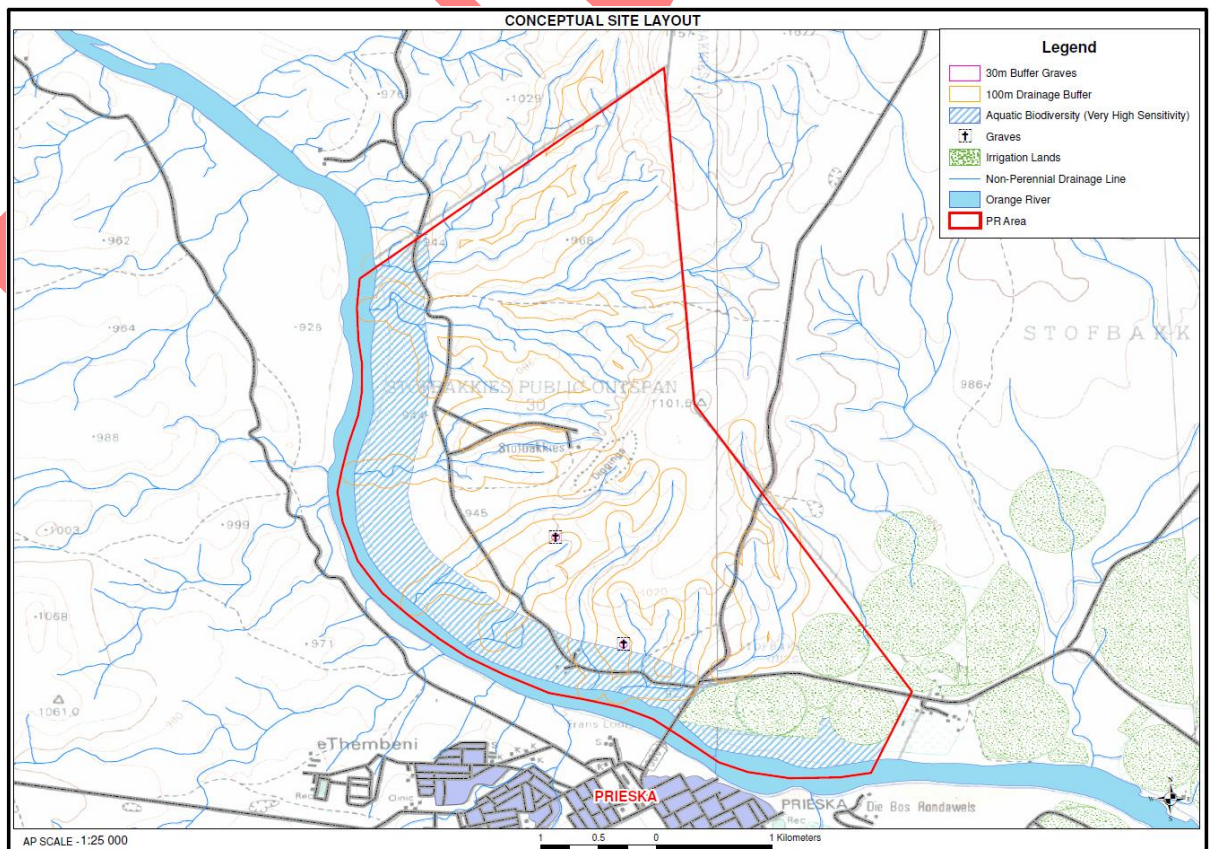 CONCEPTUAL SITE LAYOUT
Legend
30m Buffer Graves
100m Drainage Buffer
Aquatic Biodiversity (Very High Sensitivity)
Graves
Irrigation Lands
Non-Perennial Drainage Line
Orange River
PR Area
1029
962
944
968
926
964
STOFBAKK
PUBLIC OUTSPAN
30
986
988
Stofbakkies
Diggings
945
999
1003
1020
1068
971
1061,0
eThembeni
Rec
Clinic
S
K
K
PRIESKA
PRIESKA
Die Bos Rondawels
Rec
N
W
E
S
AP SCALE - 1:25 000
1
0.5
0
1 Kilometers